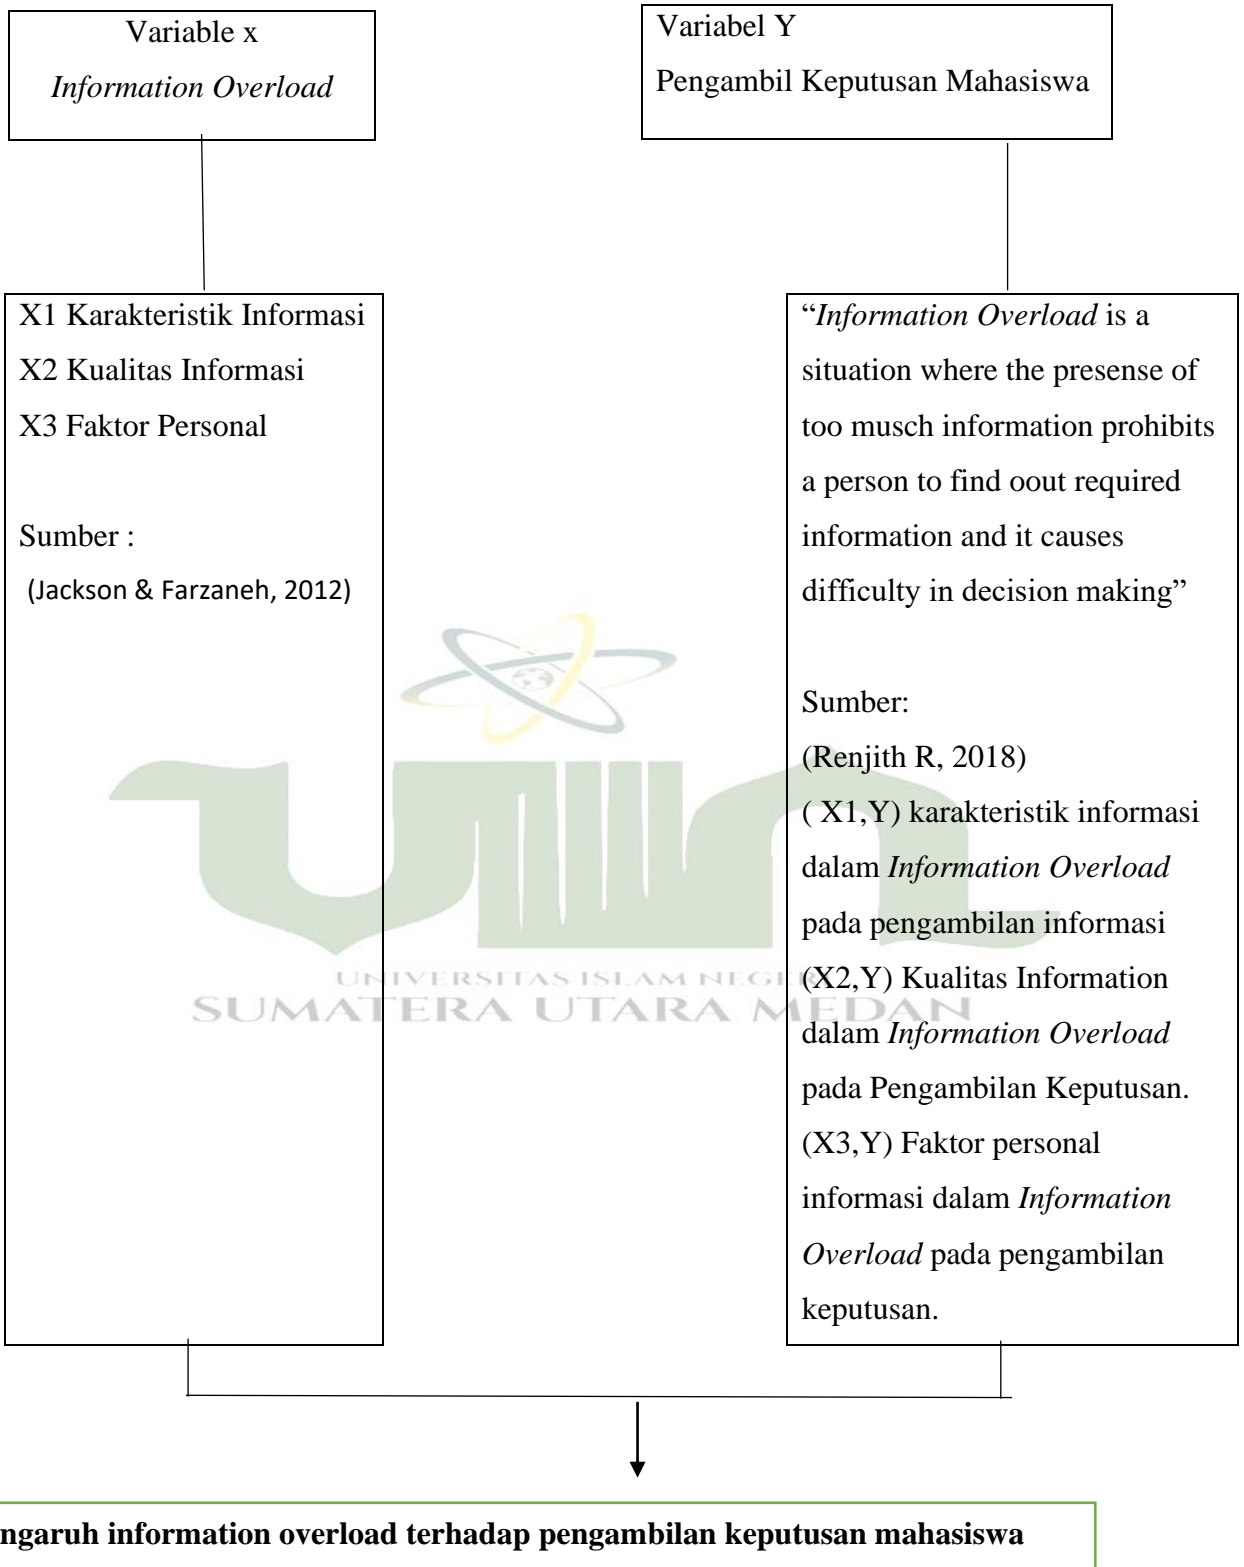 Variable x
Information Overload
Variabel Y
Pengambil Keputusan Mahasiswa
X1 Karakteristik Informasi
X2 Kualitas Informasi
X3 Faktor Personal
Sumber :
(Jackson & Farzaneh, 2012)
“Information Overload is a
situation where the presense of
too musch information prohibits
a person to find oout required
information and it causes
difficulty in decision making”
Sumber:
(Renjith R, 2018)
( X1,Y) karakteristik informasi
dalam Information Overload
pada pengambilan informasi
(X2,Y) Kualitas Information
dalam Information Overload
pada Pengambilan Keputusan.
(X3,Y) Faktor personal
informasi dalam Information
Overload pada pengambilan
keputusan.
UNIVERSITAS ISLAM NEGERI
SUMATERA UTARA MEDAN
ngaruh information overload terhadap pengambilan keputusan mahasiswa